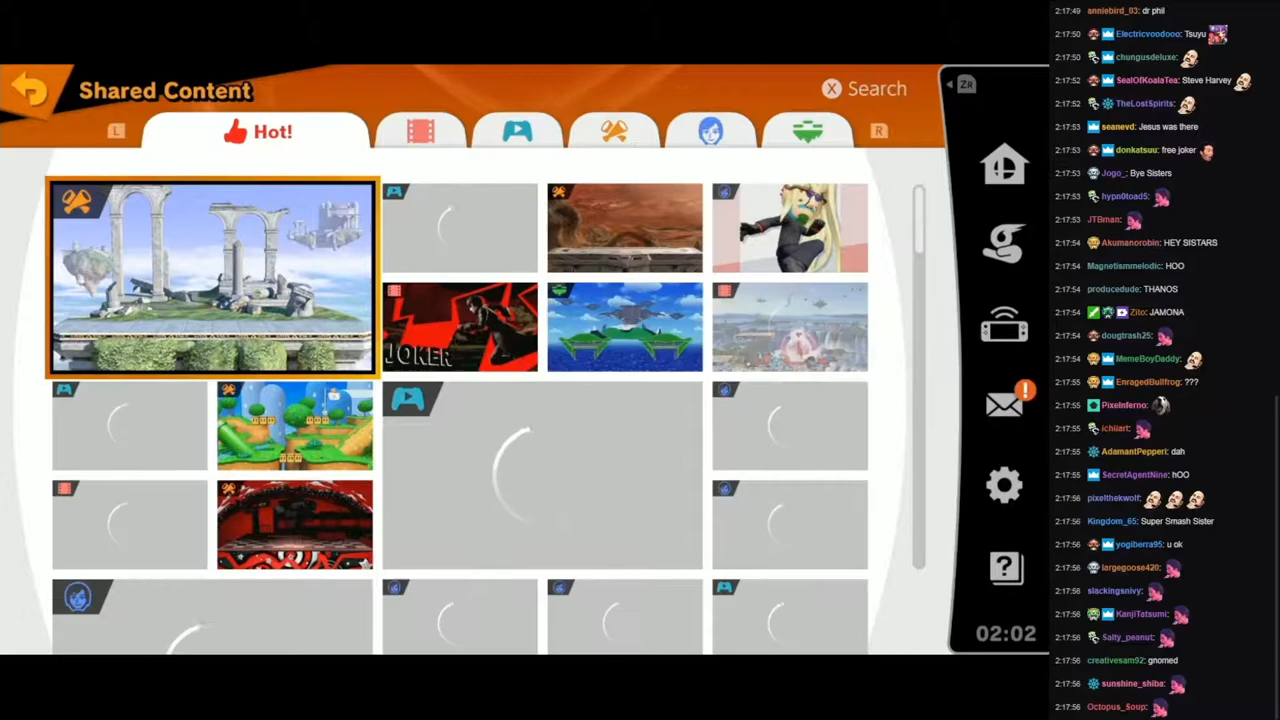 Shared Content
X Search
ZR
L
Hot!
R
JOKER
02:02
2:17:49 anniebird_03: dr phil
2:17:50 Electricvoodooo: Tsuyu
2:17:50 chungusdeluxe:
2:17:52 SealOfKoalaTea: Steve Harvey
2:17:52 TheLostSpirits:
2:17:53 seanevd: Jesus was there
2:17:53 donkatsuu: free joker
2:17:53 Jogo_: Bye Sisters
2:17:53 hypn0toad5:
2:17:53 JTBman:
2:17:54 Akumanorobin: HEY SISTARS
2:17:54 Magnetismmelodic: HOO
2:17:54 producedude: THANOS
2:17:54 Zito: JAMONA
2:17:54 dougtrash25:
2:17:54 MemeBoyDaddy:
2:17:55 EnragedBullfrog: ???
2:17:55 PixeInferno:
2:17:55 ichiiart:
2:17:55 AdamantPepperi: dah
2:17:55 SecretAgentNine: hOO
2:17:56 pixelthekwolf:
2:17:56 Kingdom_65: Super Smash Sister
2:17:56 yogiberra95: u ok
2:17:56 largegoose420:
2:17:56 slackingsnivy:
2:17:56 KanjiTatsumi:
2:17:56 Salty_peanut:
2:17:56 creativesam92: gnomed
2:17:56 sunshine_shiba:
2:17:56 Octopus_Soup: